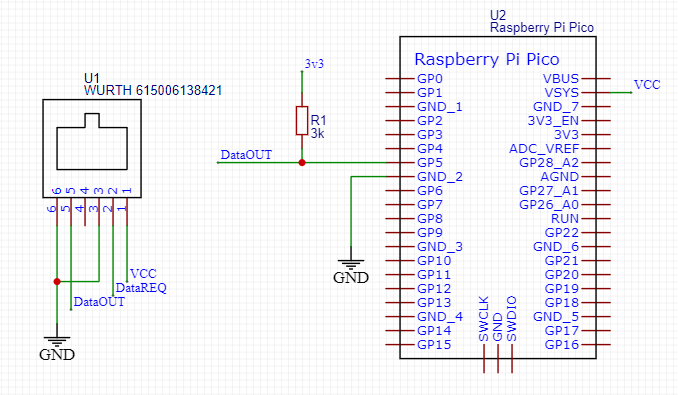 U2
Raspberry Pi Pico
Raspberry Pi Pico
GP0
GP1
GND_1
GP2
GP3
GP4
GP5
GND_2
GP6
GP7
GP8
GP9
GND_3
GP10
GP11
GP12
GP13
GND_4
GP14
GP15
VBUS
VSYS
GND_7
3V3_EN
3V3
ADC_VREF
GP28_A2
AGND
GP27_A1
GP26_A0
RUN
GP22
GND_6
GP21
GP20
GP19
GP18
GND_5
GP17
GP16
SWCLK
GND
SWDIO
VCC
3v3
R1
3k
DataOUT
GND
U1
WURTH 615006138421
6 5 4 3 2 1
6 5 4 3 2 1
VCC
DataREQ
DataOUT
GND